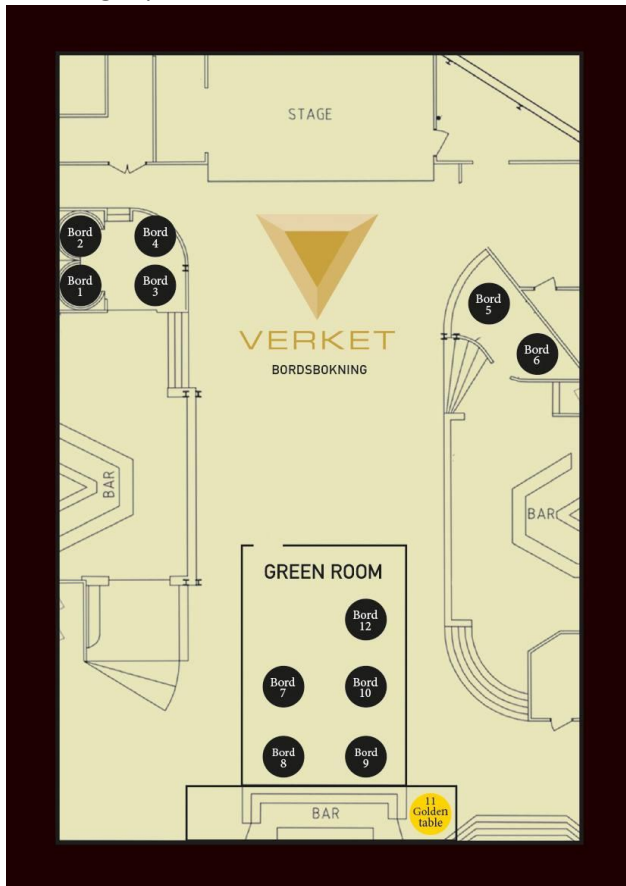 STAGE
Bord
2
Bord
4
Bord
1
Bord
3
VERKET
BORDSBOKNING
Bord
5
Bord
6
BAR
BAR
GREEN ROOM
Bord
12
Bord
7
Bord
10
Bord
8
Bord
9
BAR
11
Golden
table